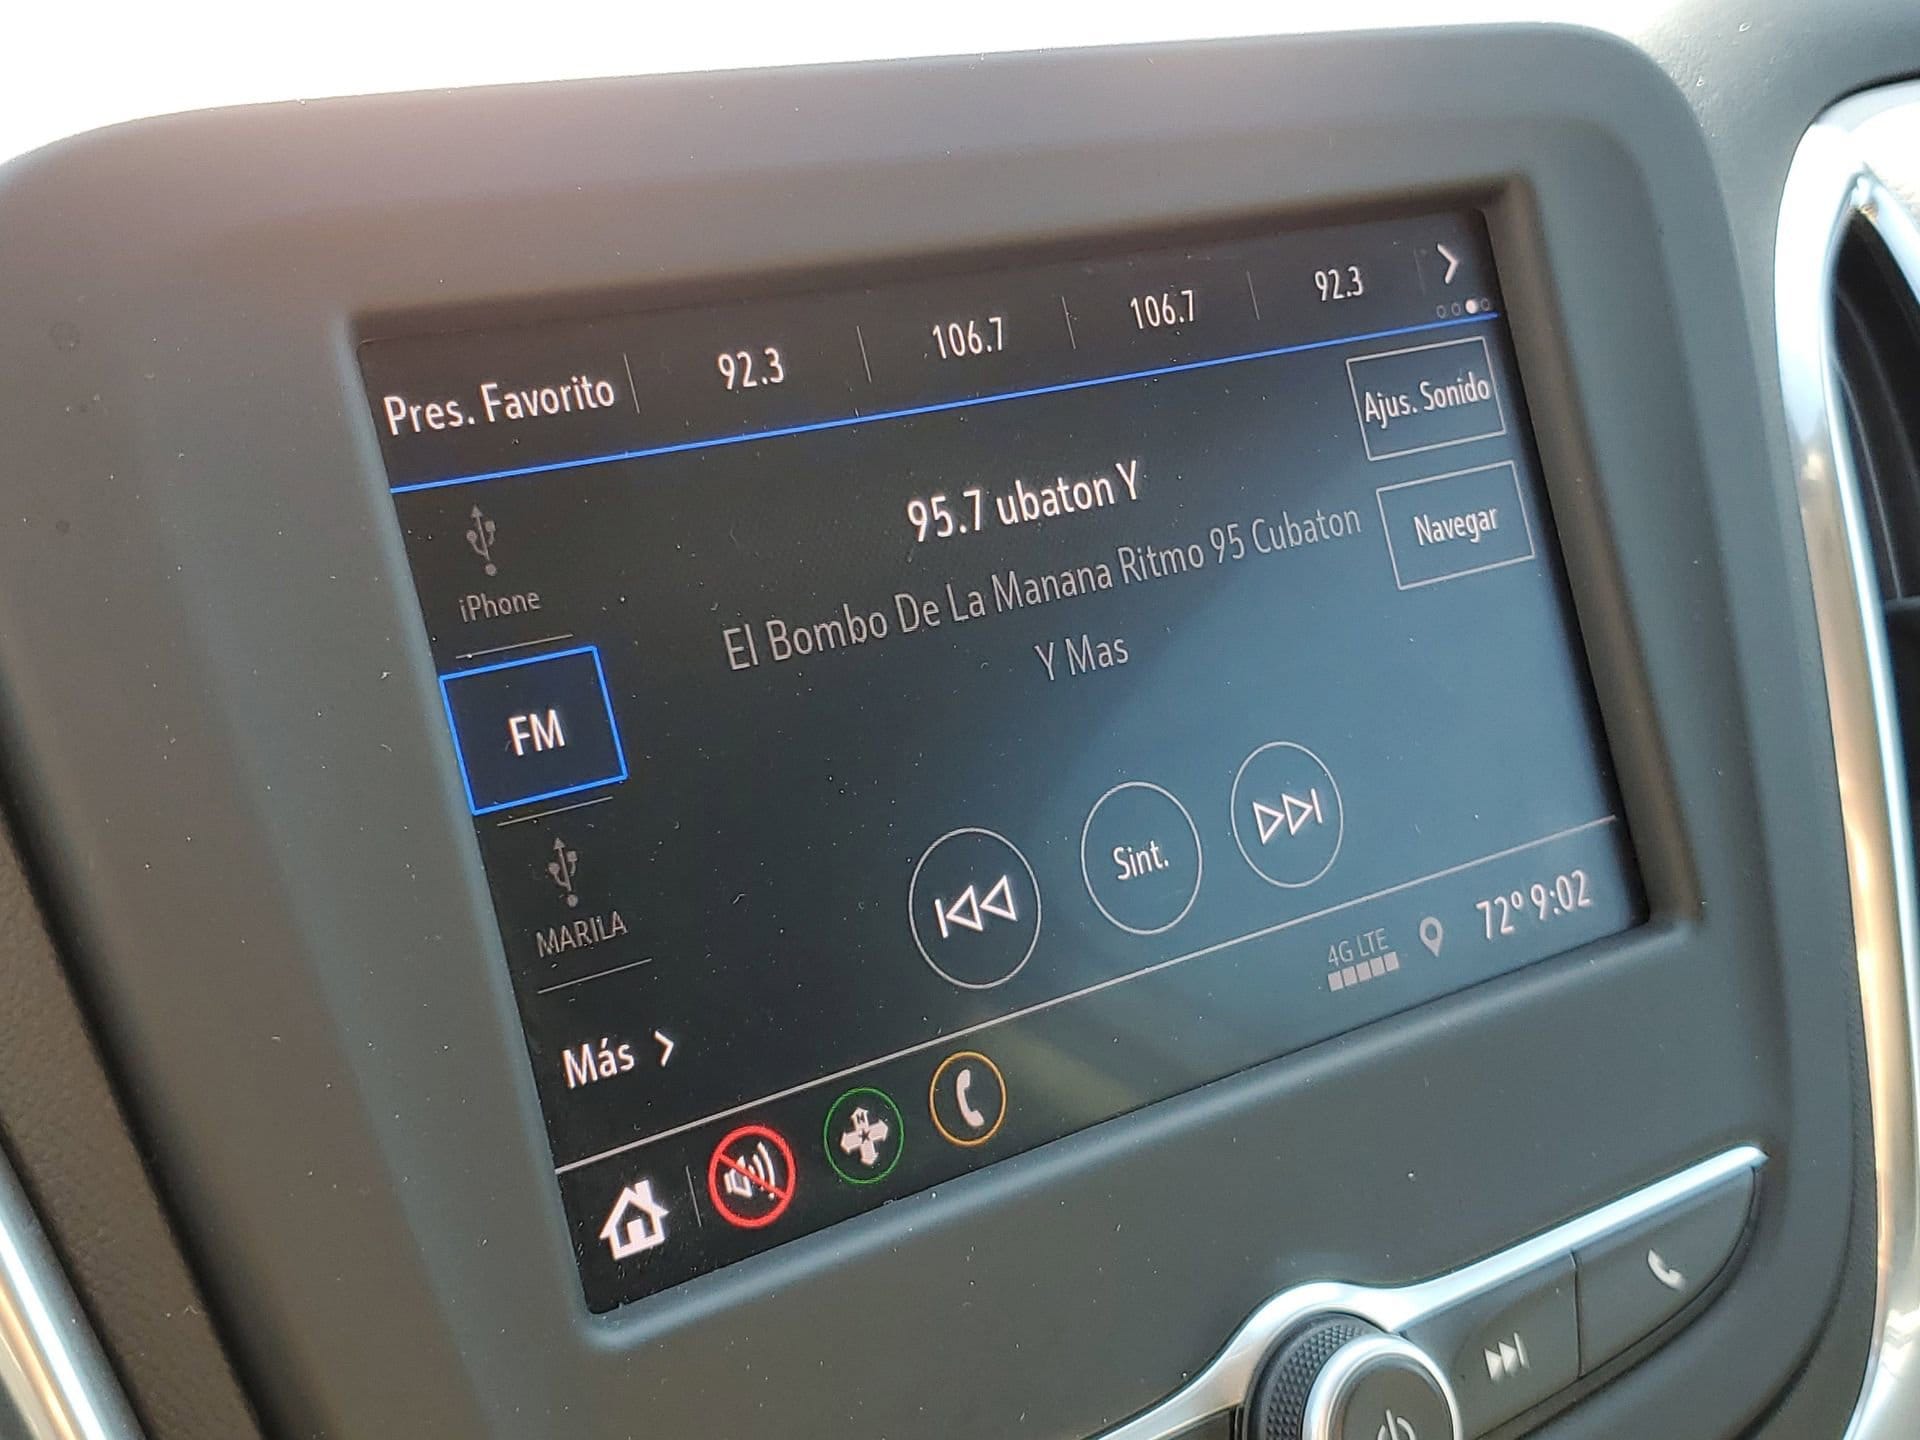 Pres. Favorito 92.3 106.7 106.7 92.3
Ajus. Sonido
iPhone
95.7 ubaton Y
Navegar
El Bombo De La Manana Ritmo 95 Cubaton
Y Mas
FM
MARILA
Sint.
Más
4G LTE
72° 9:02